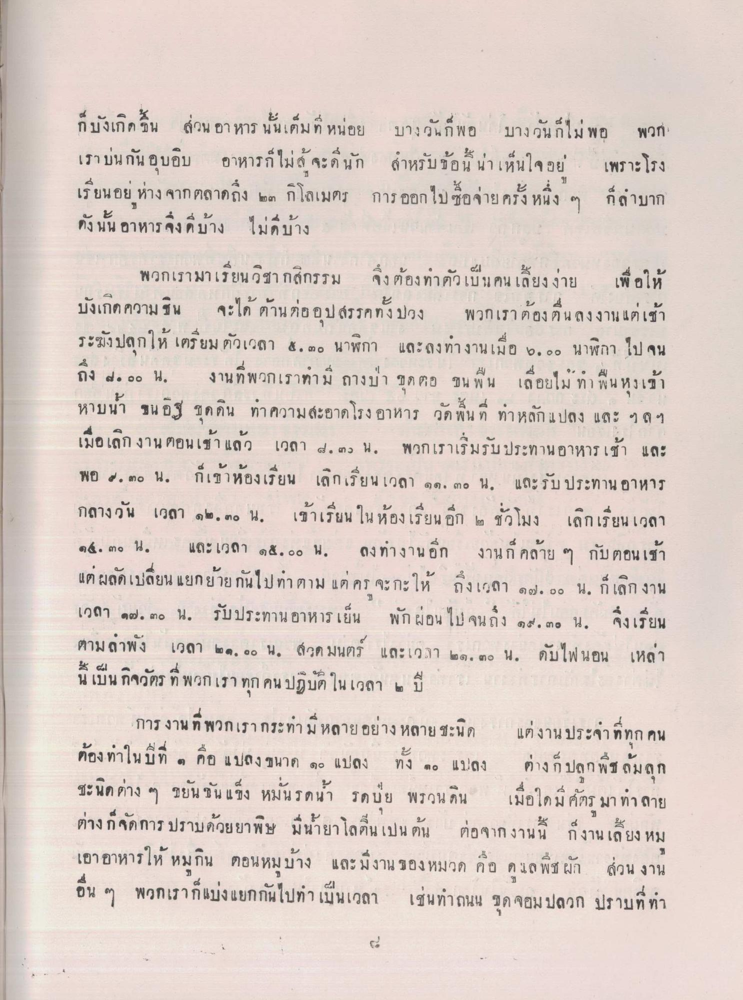 ก็บังเกิดขึ้น ส่วนอาหารนั้นเต็มทีหน่อย บางวันก็พอ บางวันก็ไม่พอ พวก
เราบ่นกันอุบอิบ อาหารก็ไม่สู้จะดีนัก สำหรับข้อนี้น่าเห็นใจอยู่ เพราะโรง
เรียนอยู่ห่างจากตลาดถึง ๒๓ กิโลเมตร การออกไปซื้อจ่ายครั้งหนึ่ง ๆ ก็ลำบาก
ดังนั้นอาหารจึงดีบ้าง ไม่ดีบ้าง
พวกเรามาเรียนวิชากสิกรรม จึงต้องทำตัวเป็นคนเลี้ยงง่าย เพื่อให้
บังเกิดความชิน จะได้ต้านต่ออุปสรรคทั้งปวง พวกเราต้องตื่นลงงานแต่เช้า
ระฆังปลุกให้เตรียมตัวเวลา ๕.๓๐ นาฬิกา และลงทำงานเมื่อ ๖.๐๐ นาฬิกา ไปจน
ถึง ๘.๐๐ น. งานที่พวกเราทำมี ถางป่า ขุดตอ ขนฟืน เลื่อยไม้ ทำฟืนหุงเข้า
หาบน้ำ ขนอิฐ ขุดดิน ทำความสะอาดโรงอาหาร วัดพื้นที่ ทำหลักแปลง และ ฯลฯ
เมื่อเลิกงานตอนเช้าแล้ว เวลา ๘.๓๐ น. พวกเราเริ่มรับประทานอาหารเช้า และ
พอ ๙.๓๐ น. ก็เข้าห้องเรียน เลิกเรียนเวลา ๑๑.๓๐ น. และรับประทานอาหาร
กลางวัน เวลา ๑๒.๓๐ น. เข้าเรียนในห้องเรียนอีก ๒ ชั่วโมง เลิกเรียนเวลา
๑๔.๓๐ น. และเวลา ๑๕.๐๐ น. ลงทำงานอีก งานก็คล้าย ๆ กับตอนเช้า
แต่ผลัดเปลี่ยนแยกย้ายกันไปทำตามแต่ครูจะกะให้ ถึงเวลา ๑๗.๐๐ น. ก็เลิกงาน
เวลา ๑๗.๓๐ น. รับประทานอาหารเย็น พักผ่อนไปจนถึง ๑๙.๓๐ น. จึงเรียน
ตามลำพัง เวลา ๒๑.๐๐ น. สวดมนตร์ และเวลา ๒๑.๓๐ น. ดับไฟนอน เหล่า
นี้เป็นกิจวัตรที่พวกเราทุกคนปฏิบัติในเวลา ๒ ปี
การงานที่พวกเรากระทำมีหลายอย่างหลายชะนิด แต่งานประจำที่ทุกคน
ต้องทำในปีที่ ๑ คือ แปลงขนาด ๑๐ แปลง ทั้ง ๑๐ แปลง ต่างก็ปลูกพืชล้มลุก
ชะนิดต่าง ๆ ขยันขันแข็ง หมั่นรดน้ำ รดปุ๋ย พรวนดิน เมื่อใดมีศัตรูมาทำลาย
ต่างก็จัดการปราบด้วยยาพิษ มีน้ำยาโลตี๊นเปนต้น ต่อจากงานนี้ ก็งานเลี้ยงหมู
เอาอาหารให้หมูกิน ตอนหมูบ้าง และมีงานของหมวด คือ ดูแลพืชผัก ส่วนงาน
อื่น ๆ พวกเราก็แบ่งแยกกันไปทำเป็นเวลา เช่นทำถนน ขุดจอมปลวก ปราบที่ทำ
๘